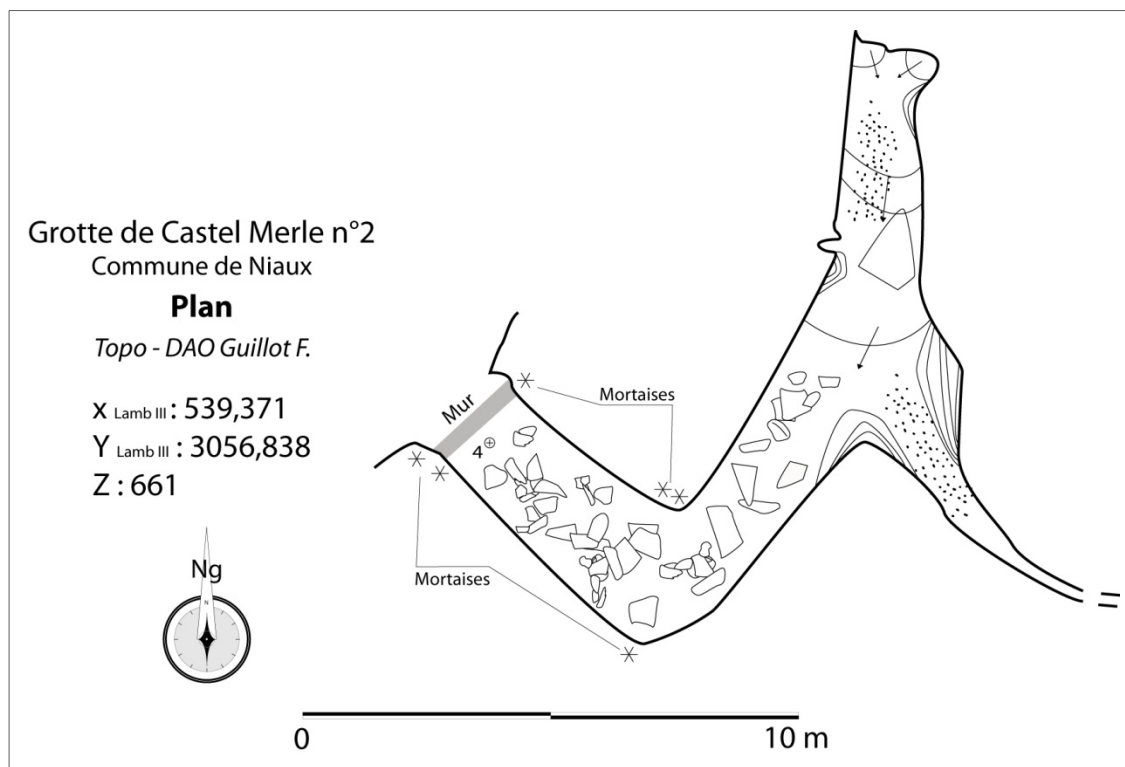 Grotte de Castel Merle n°2
Commune de Niaux
Plan
Topo - DAO Guillot F.
x Lamb III : 539,371
Y Lamb III : 3056,838
Z : 661
Ng
N
Mur
4
Mortaises
Mortaises
0
10 m